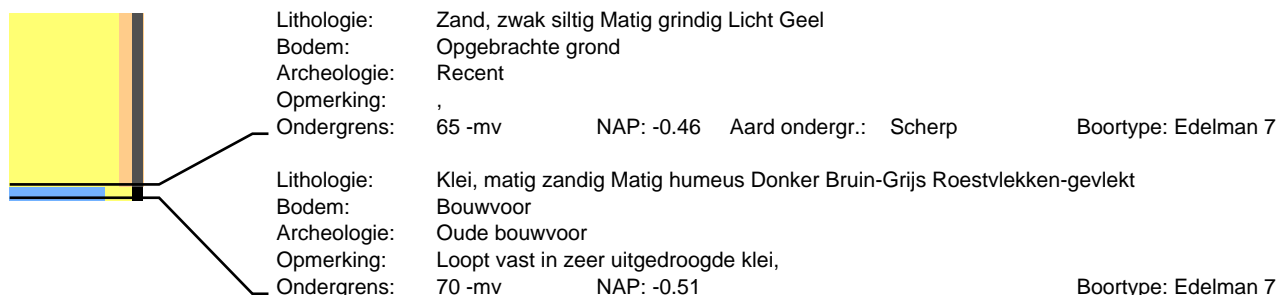 Lithologie: Zand, zwak siltig Matig grindig Licht Geel
Bodem: Opgebrachte grond
Archeologie: Recent
Opmerking: ,
Ondergrens: 65 -mv NAP: -0.46 Aard ondergr.: Scherp Boortype: Edelman 7
Lithologie: Klei, matig zandig Matig humeus Donker Bruin-Grijs Roestvlekken-gevlekt
Bodem: Bouwvoor
Archeologie: Oude bouwvoor
Opmerking: Loopt vast in zeer uitgedroogde klei,
Ondergrens: 70 -mv NAP: -0.51 Boortype: Edelman 7